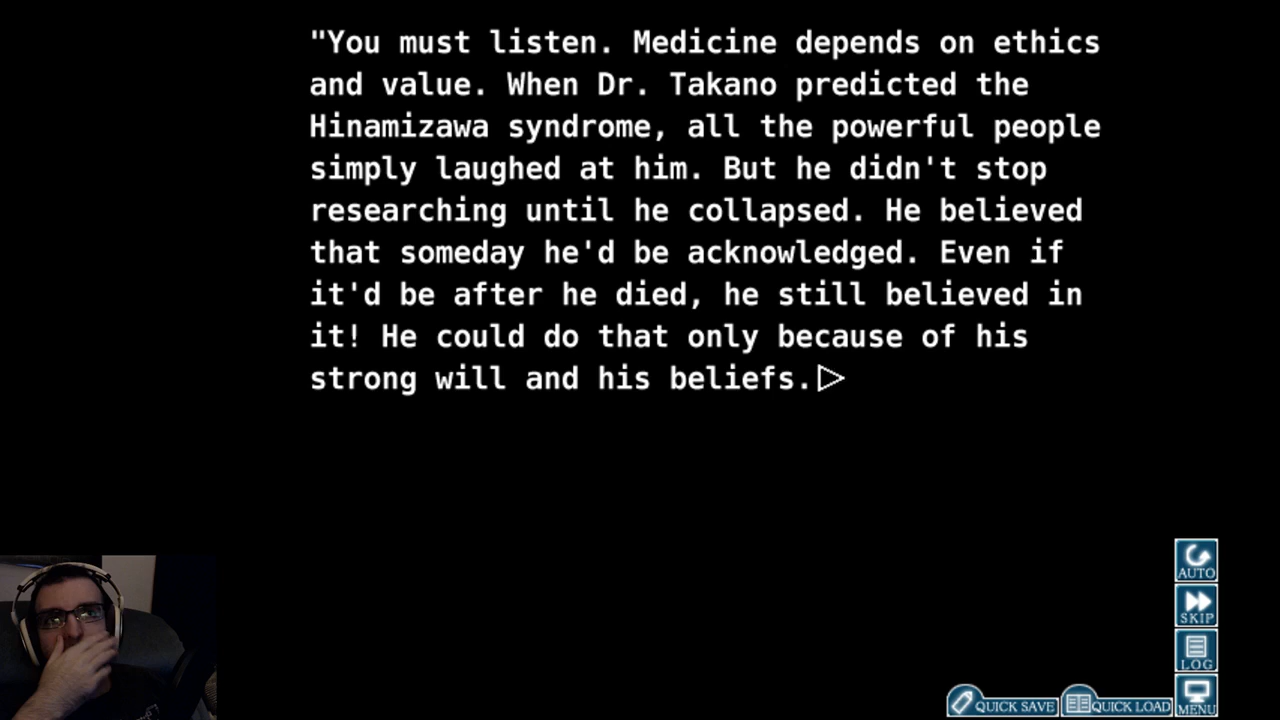 "You must listen. Medicine depends on ethics
and value. When Dr. Takano predicted the
Hinamizawa syndrome, all the powerful people
simply laughed at him. But he didn't stop
researching until he collapsed. He believed
that someday he'd be acknowledged. Even if
it'd be after he died, he still believed in
it! He could do that only because of his
strong will and his beliefs.
AUTO
SKIP
LOG
QUICK SAVE
QUICK LOAD
MENU